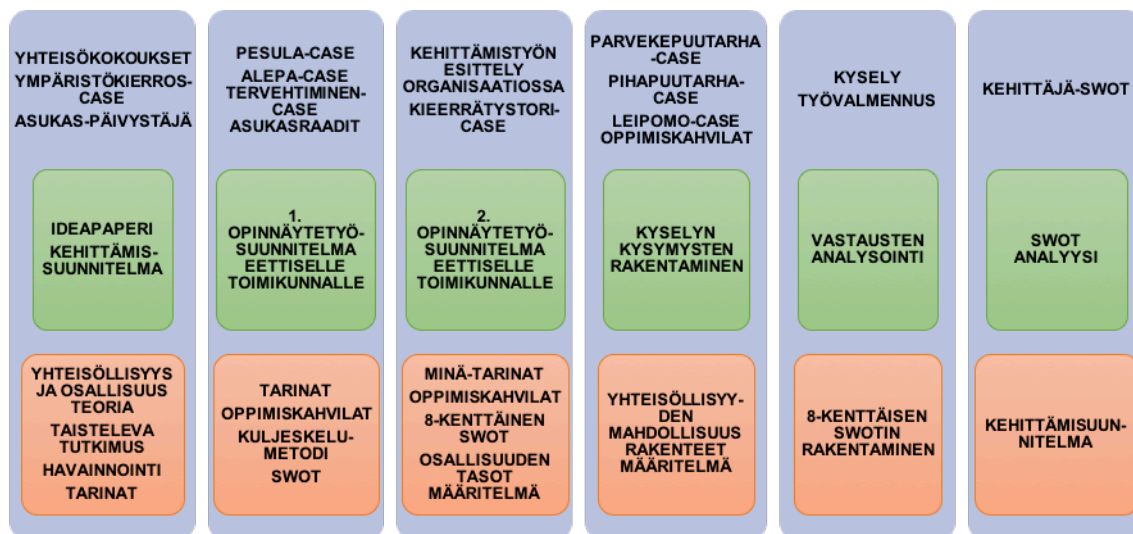 YHTEISÖKOKOUKSET
YMPÄRISTÖKIERROS-
CASE
ASUKAS-PÄIVYSTÄJÄ
IDEAPAPERI
KEHITTÄMIS-
SUUNNITELMA
YHTEISÖLLISYYS
JA OSALLISUUS
TEORIA
TAISTELEVA
TUTKIMUS
HAVAINNOINTI
TARINAT
PESULA-CASE
ALEPA-CASE
TERVEHTIMINEN-
CASE
ASUKASRAADIT
1.
OPINNÄYTETYÖ-
SUUNNITELMA
EETTISELLE
TOIMIKUNNALLE
TARINAT
OPPIMISKAHVILAT
KULJESKELU-
METODI
SWOT
KEHITTÄMISTYÖN
ESITTELY
ORGANISAATIOSSA
KIEERRÄTYSTORI-
CASE
2.
OPINNÄYTETYÖ-
SUUNNITELMA
EETTISELLE
TOIMIKUNNALLE
MINÄ-TARINAT
OPPIMISKAHVILAT
8-KENTTÄINEN
SWOT
OSALLISUUDEN
TASOT
MÄÄRITELMÄ
PARVEKEPUUTARHA
-CASE
PIHAPUUTARHA-
CASE
LEIPOMO-CASE
OPPIMISKAHVILAT
KYSELYN
KYSYMYSTEN
RAKENTAMINEN
YHTEISÖLLISYY-
DEN
MAHDOLLISUUS
RAKENTEET
MÄÄRITELMÄ
KYSELY
TYÖVALMENNUS
VASTAUSTEN
ANALYSOINTI
8-KENTTÄISEN
SWOTIN
RAKENTAMINEN
KEHITTÄJÄ-SWOT
SWOT
ANALYYSI
KEHITTÄMISUUN-
NITELMA